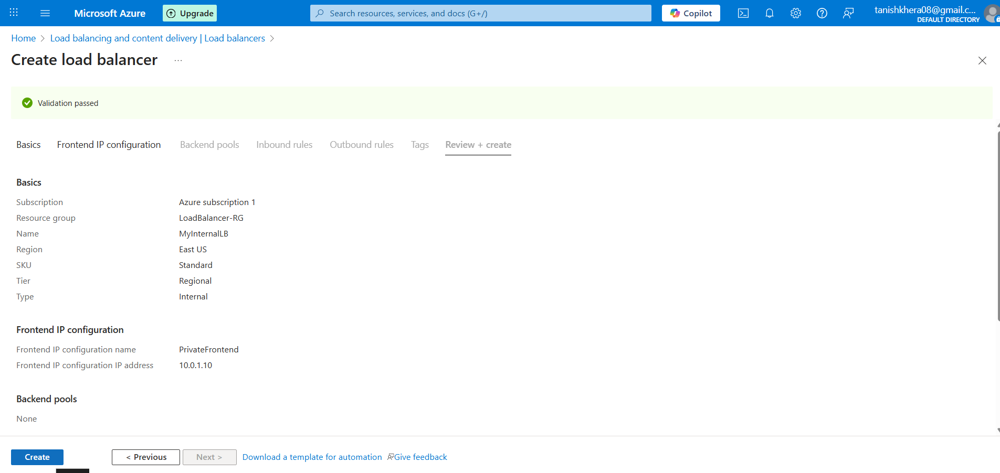 Microsoft Azure
Upgrade
Search resources, services, and docs (G+/)
Copilot
tanishkhera08@gmail.c...
DEFAULT DIRECTORY
Home > Load balancing and content delivery | Load balancers >
Create load balancer ...
Validation passed
Basics Frontend IP configuration Backend pools Inbound rules Outbound rules Tags Review + create
Basics
Subscription Azure subscription 1
Resource group LoadBalancer-RG
Name MyInternalLB
Region East US
SKU Standard
Tier Regional
Type Internal
Frontend IP configuration
Frontend IP configuration name PrivateFrontend
Frontend IP configuration IP address 10.0.1.10
Backend pools
None
Create < Previous Next > Download a template for automation Give feedback